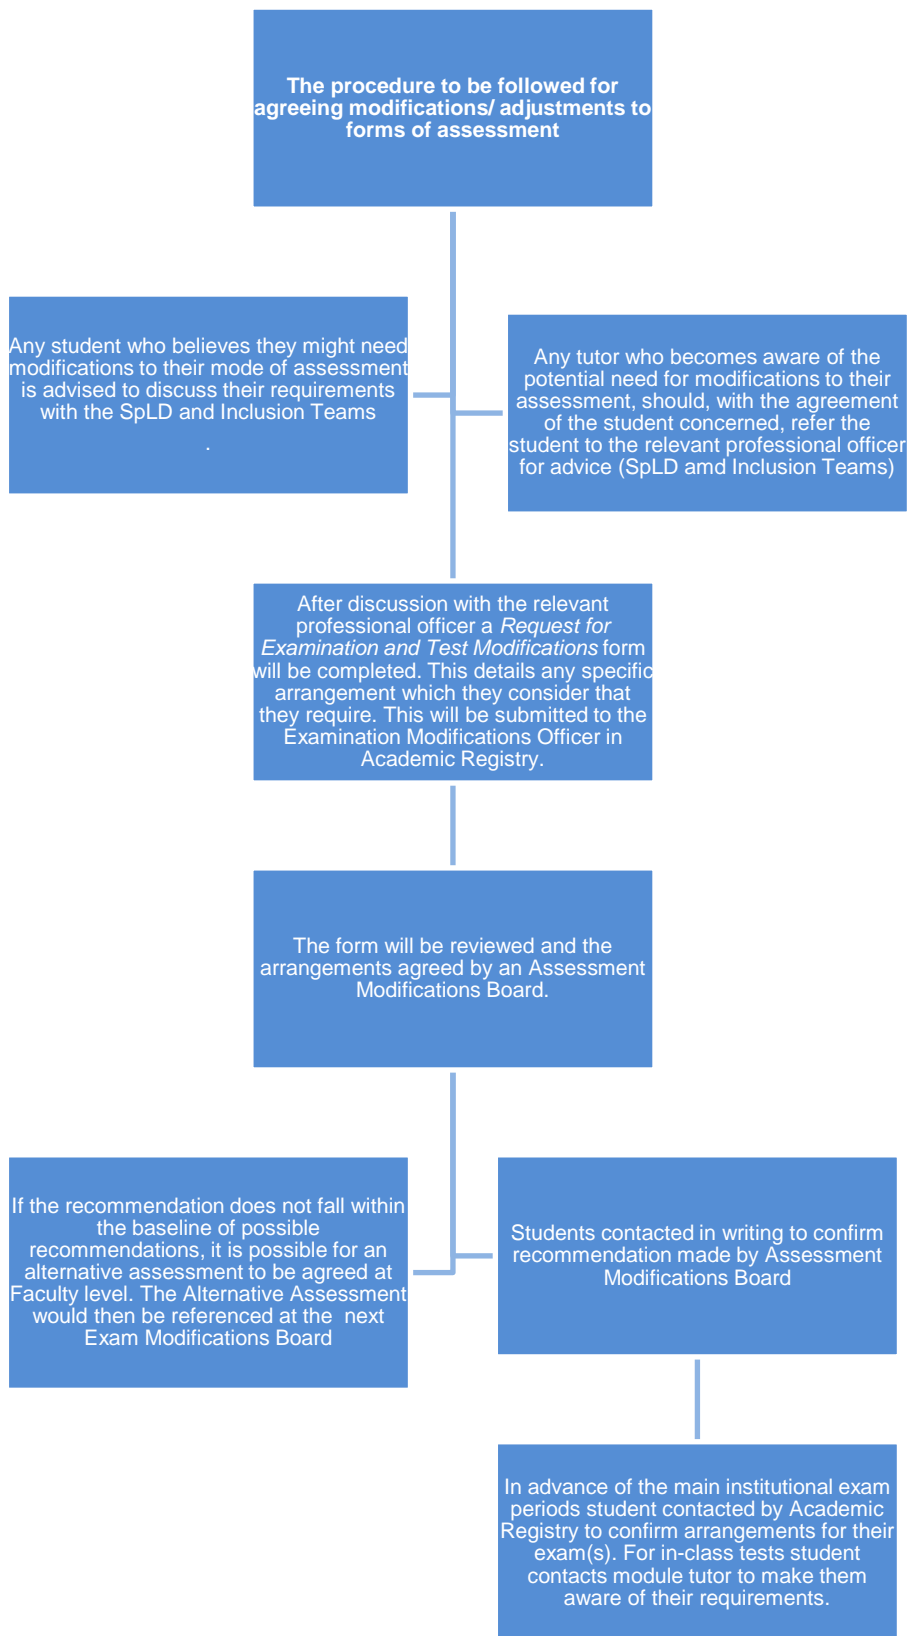 The procedure to be followed for
agreeing modifications/ adjustments to
forms of assessment
Any student who believes they might need
modifications to their mode of assessment
is advised to discuss their requirements
with the SpLD and Inclusion Teams
.
Any tutor who becomes aware of the
potential need for modifications to their
assessment, should, with the agreement
of the student concerned, refer the
student to the relevant professional officer
for advice (SpLD amd Inclusion Teams)
After discussion with the relevant
professional officer a Request for
Examination and Test Modifications form
will be completed. This details any specific
arrangement which they consider that
they require. This will be submitted to the
Examination Modifications Officer in
Academic Registry.
The form will be reviewed and the
arrangements agreed by an Assessment
Modifications Board.
If the recommendation does not fall within
the baseline of possible
recommendations, it is possible for an
alternative assessment to be agreed at
Faculty level. The Alternative Assessment
would then be referenced at the  next
Exam Modifications Board
Students contacted in writing to confirm
recommendation made by Assessment
Modifications Board
In advance of the main institutional exam
periods student contacted by Academic
Registry to confirm arrangements for their
exam(s). For in-class tests student
contacts module tutor to make them
aware of their requirements.